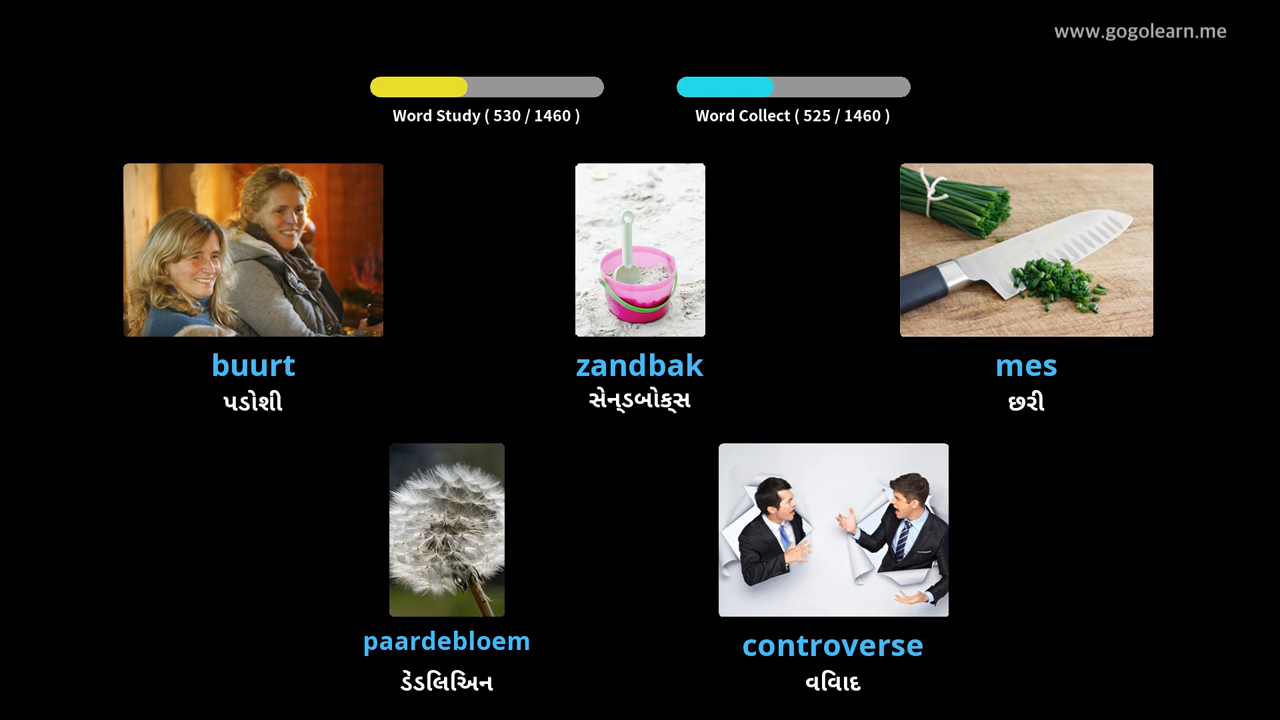 www.gogolearn.me
Word Study ( 530 / 1460 )
Word Collect ( 525 / 1460 )
buurt
પડોશી
zandbak
સેન્ડબોક્સ
mes
છરી
paardebloem
ડેડલિઅિન
controverse
વવિાદ